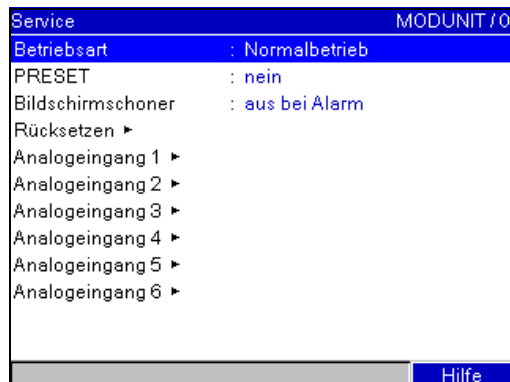 Service MODUNIT / 0
Betriebsart : Normalbetrieb
PRESET : nein
Bildschirmschoner : aus bei Alarm
Rücksetzen ►
Analogeingang 1 ►
Analogeingang 2 ►
Analogeingang 3 ►
Analogeingang 4 ►
Analogeingang 5 ►
Analogeingang 6 ►
Hilfe